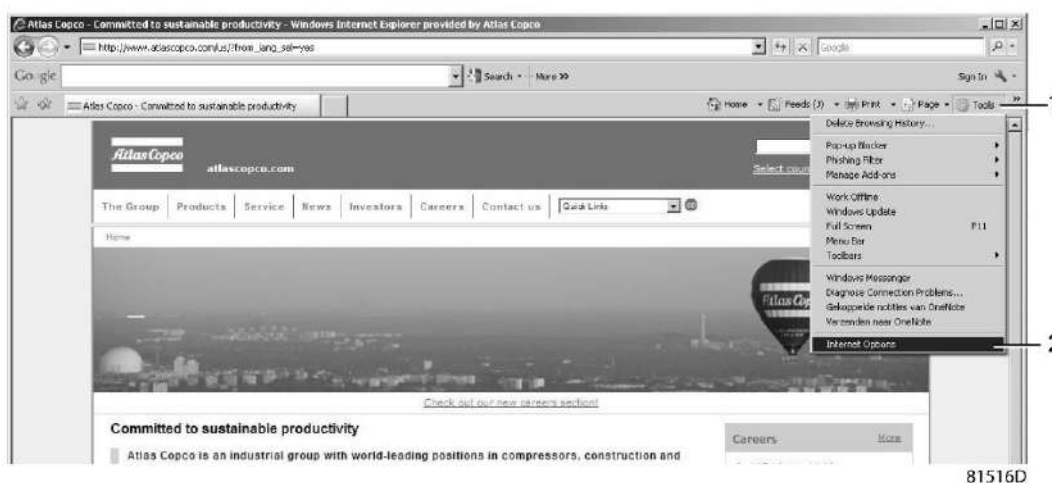 Atlas Copco - Committed to sustainable productivity - Windows Internet Explorer provided by Atlas Copco
http://www.atlascopco.com/us/?from_lang_sel=yes
Google
Google
Search
More »
Sign In
Atlas Copco - Committed to sustainable productivity
Home
Feeds (J)
Print
Page
Tools
»
1
Delete Browsing History...
Pop-up Blocker
Phishing Filter
Manage Add-ons
Work Offline
Windows Update
Full Screen F11
Menu Bar
Toolbars
Windows Messenger
Diagnose Connection Problems...
Gekoppelde notities van OneNote
Verzenden naar OneNote
Internet Options
2
Atlas Copco
atlascopco.com
Select coun
The Group
Products
Service
News
Investors
Careers
Contact us
Quick Links
Home
Atlas Cop
Check out our new careers section!
Committed to sustainable productivity
Atlas Copco is an industrial group with world-leading positions in compressors, construction and
Careers
More
81516D